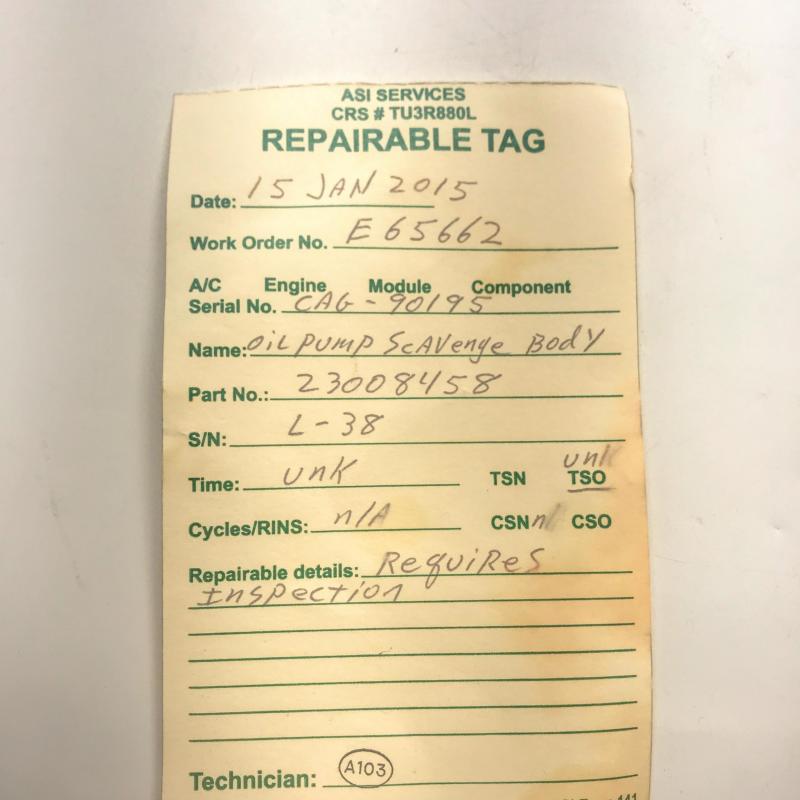 ASI SERVICES
CRS # TU3R880L
REPAIRABLE TAG
Date: 15 JAN 2015
Work Order No. E65662
A/C Engine Module Component
Serial No. CAG-90195
Name: OiL PUMP ScAVenge BodY
Part No.: 23008458
S/N: L-38
Time: unk TSN TSO unk
Cycles/RINS: n/A CSN n/ CSO
Repairable details: RequiRes
Inspection
Technician: A103